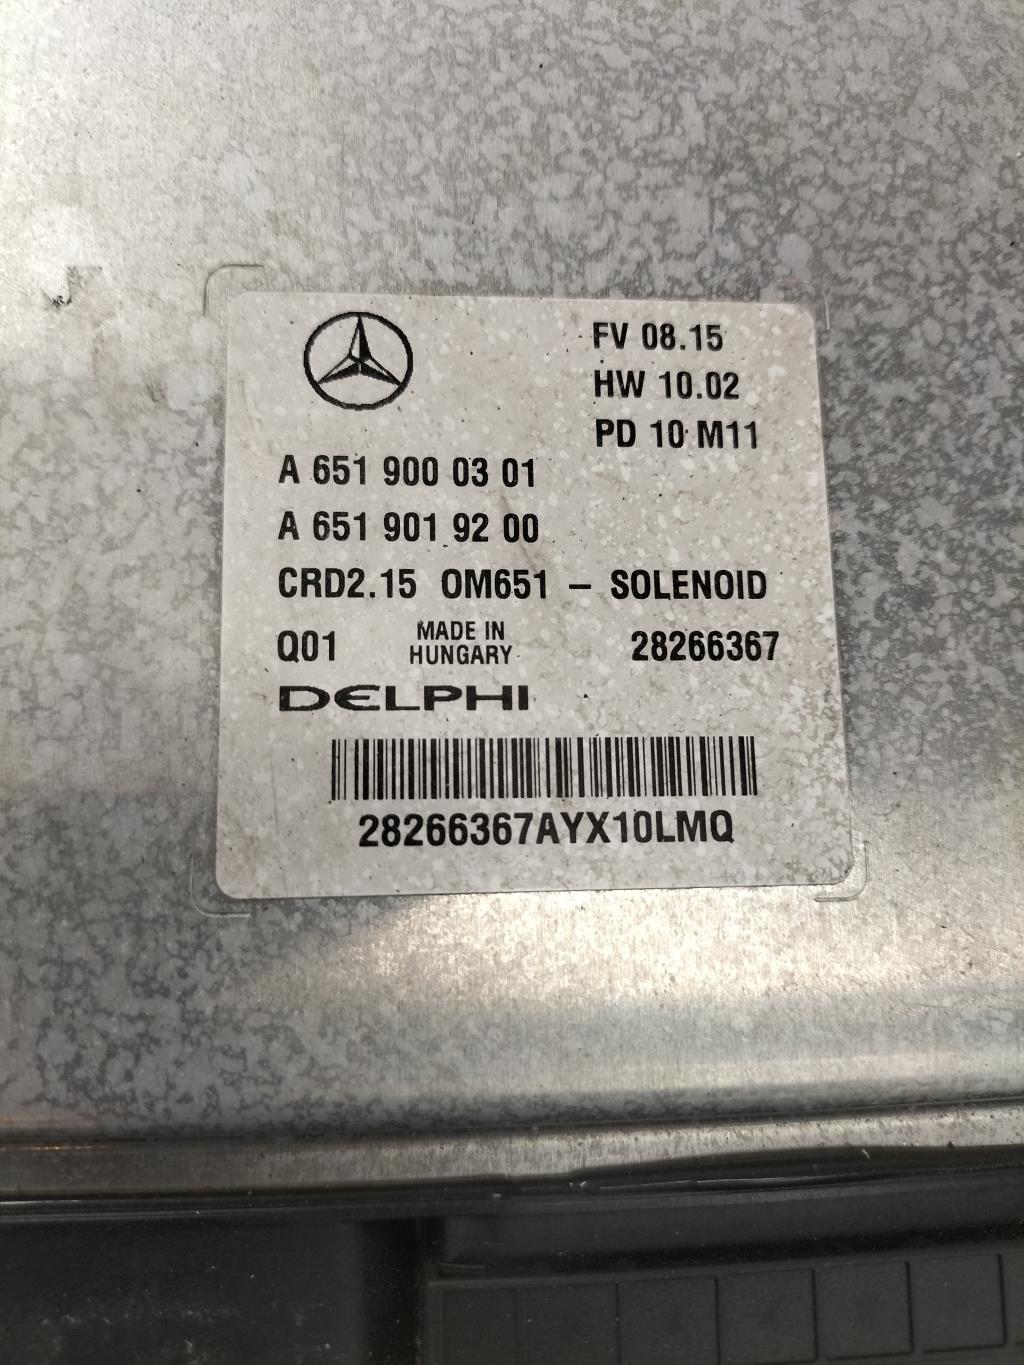 FV 08.15
HW 10.02
PD 10 M11
A 651 900 03 01
A 651 901 92 00
CRD2.15 OM651 – SOLENOID
Q01 MADE IN HUNGARY 28266367
DELPHI
28266367AYX10LMQ